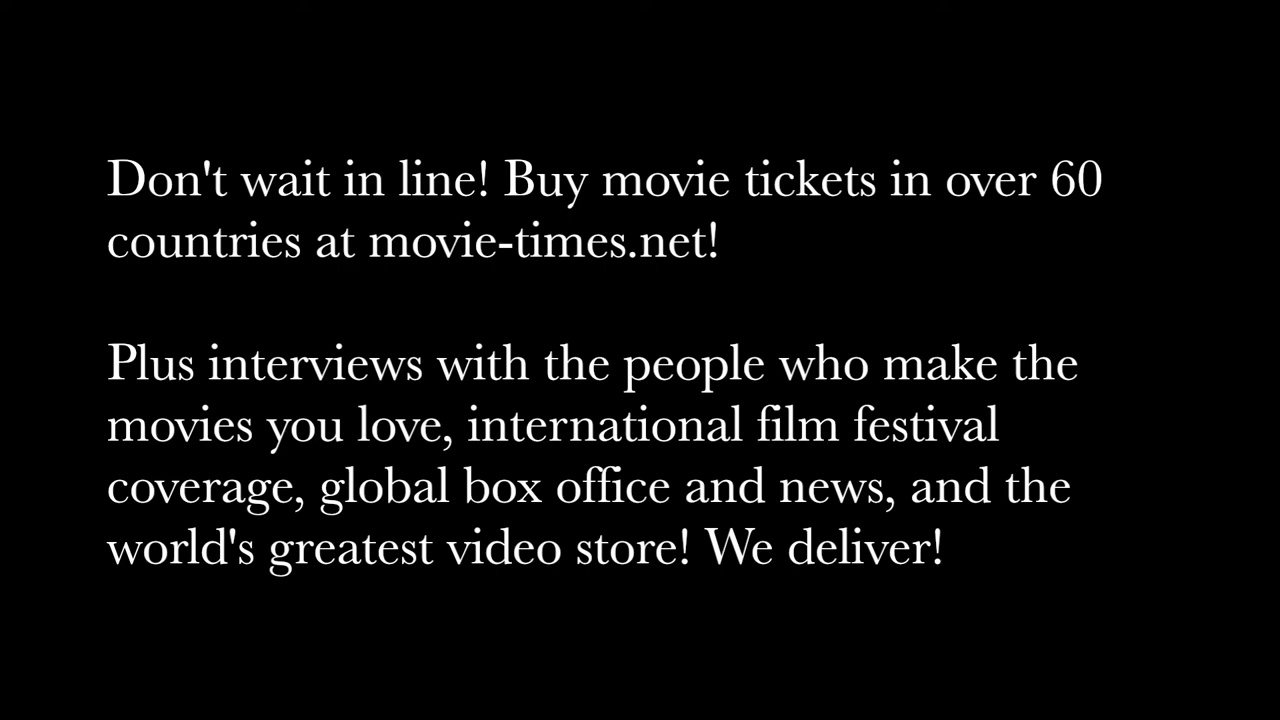 Don't wait in line! Buy movie tickets in over 60
countries at movie-times.net!
Plus interviews with the people who make the
movies you love, international film festival
coverage, global box office and news, and the
world's greatest video store! We deliver!